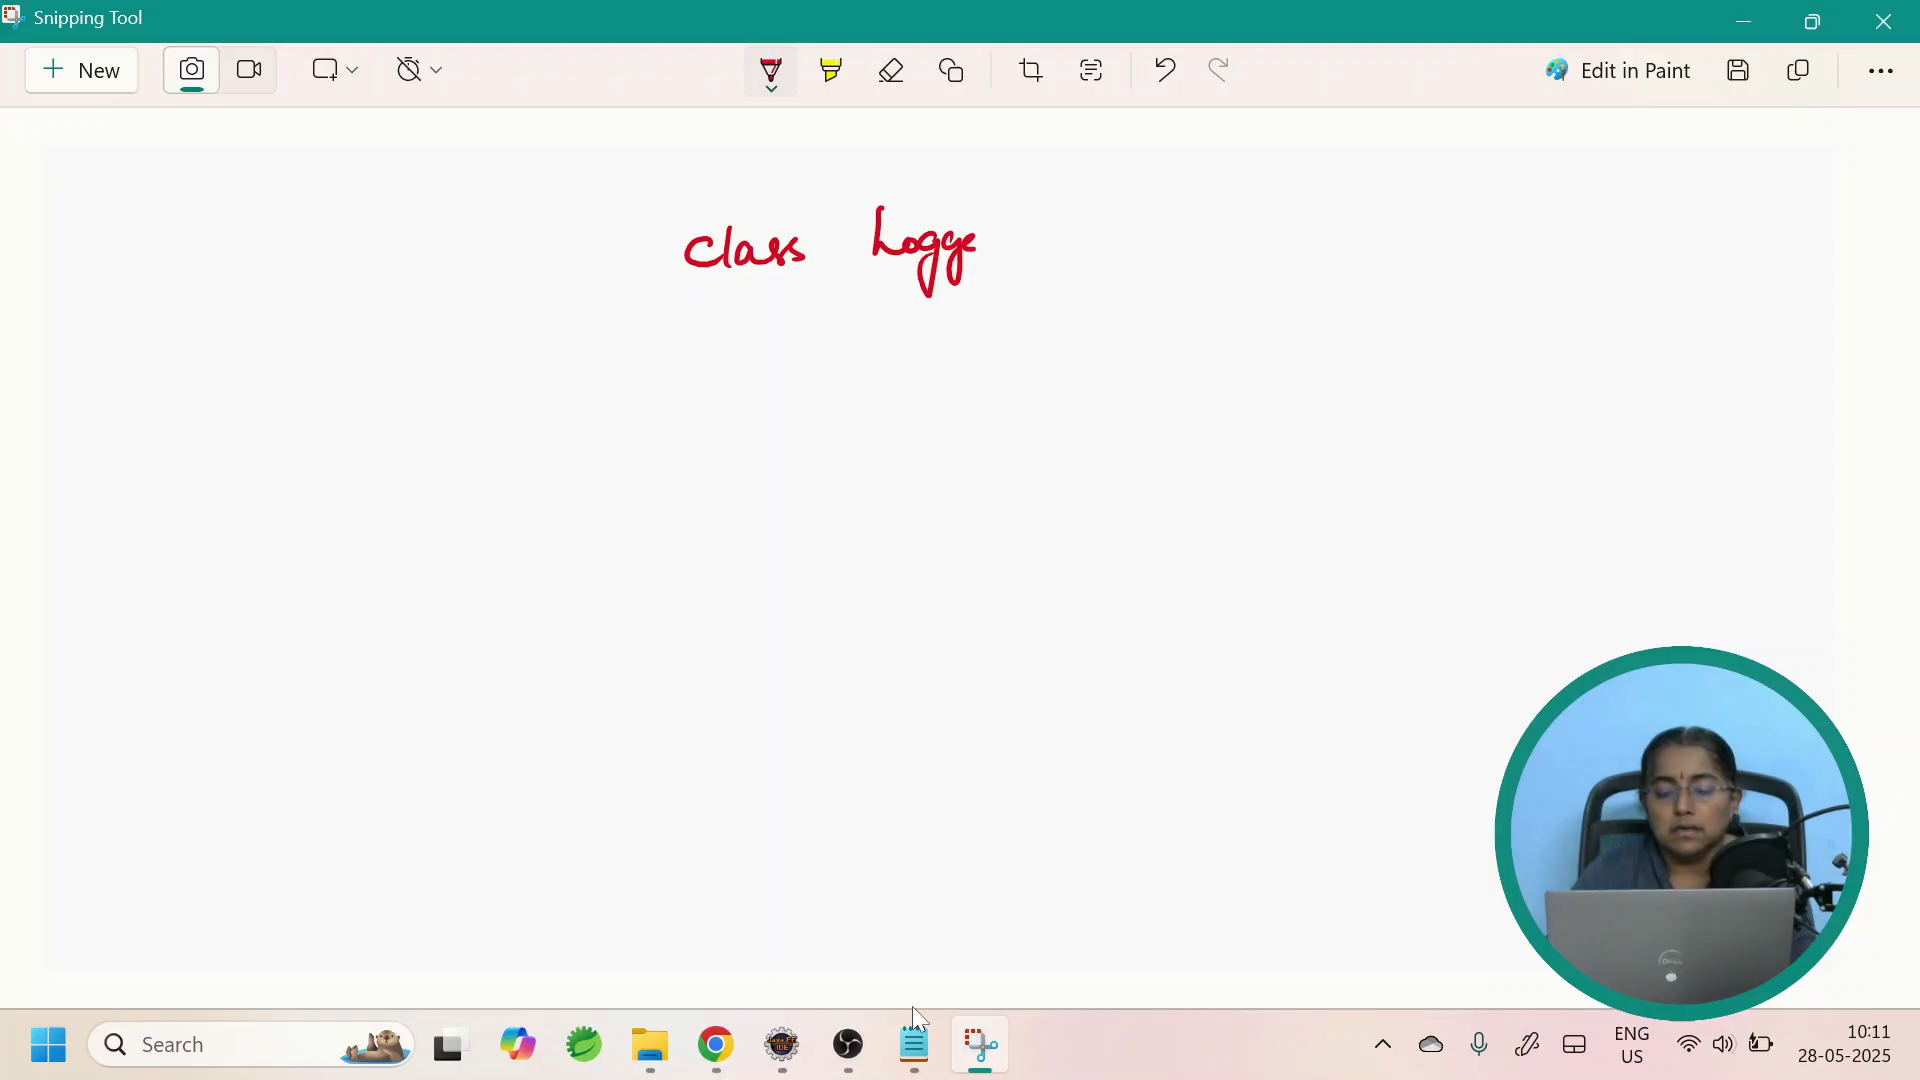 Snipping Tool
New
Edit in Paint
class Logge
Search
ENG
US
10:11
28-05-2025